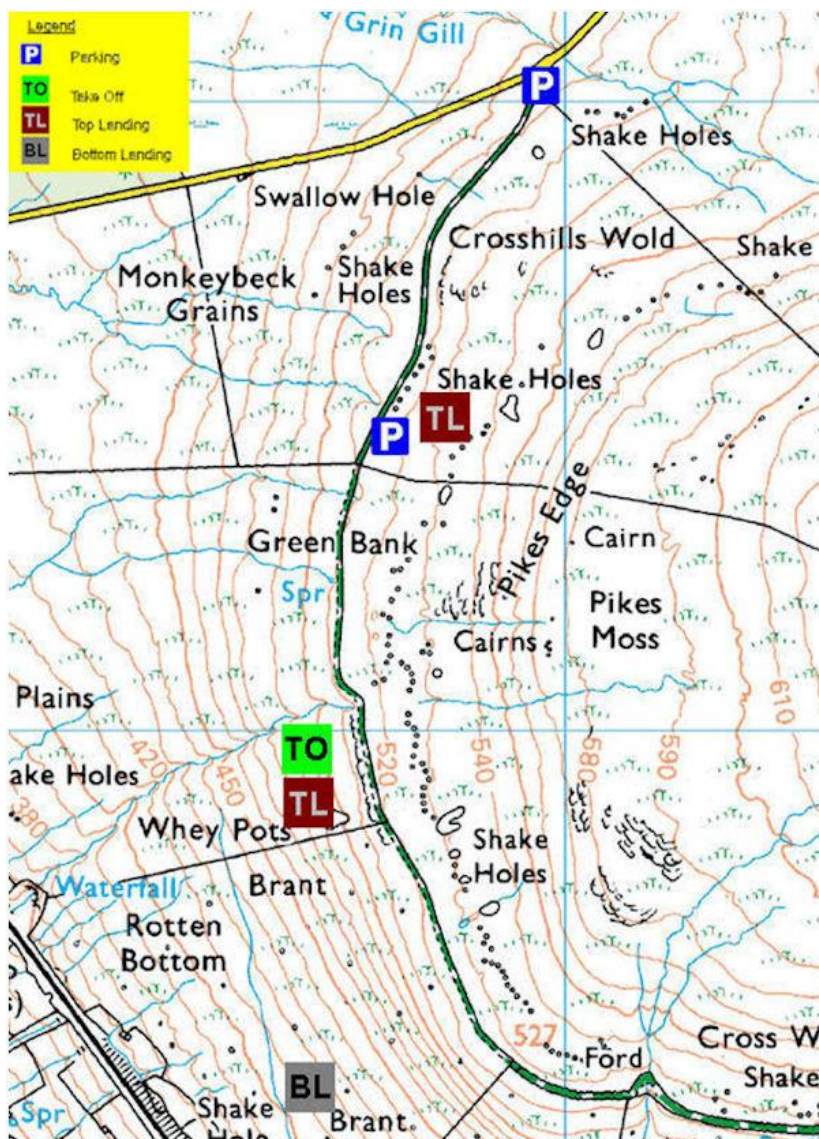 Legend
P Parking
TO Take Off
TL Top Landing
BL Bottom Landing
Grin Gill
P
Shake Holes
Swallow Hole
Crosshills Wold
Shake
Shake
Holes
Monkeybeck
Grains
Shake Holes
TL
P
Pikes Edge
Green Bank
Cairn
Spr
Pikes
Moss
Cairns
Plains
610
TO
ake Holes
420
450
520
540
580
590
380
TL
Whey Pots
Shake
Holes
Waterfall
Brant
Rotten
Bottom
527
Ford
Cross W
Shake
BL
Spr
Shake
Hole
Brant